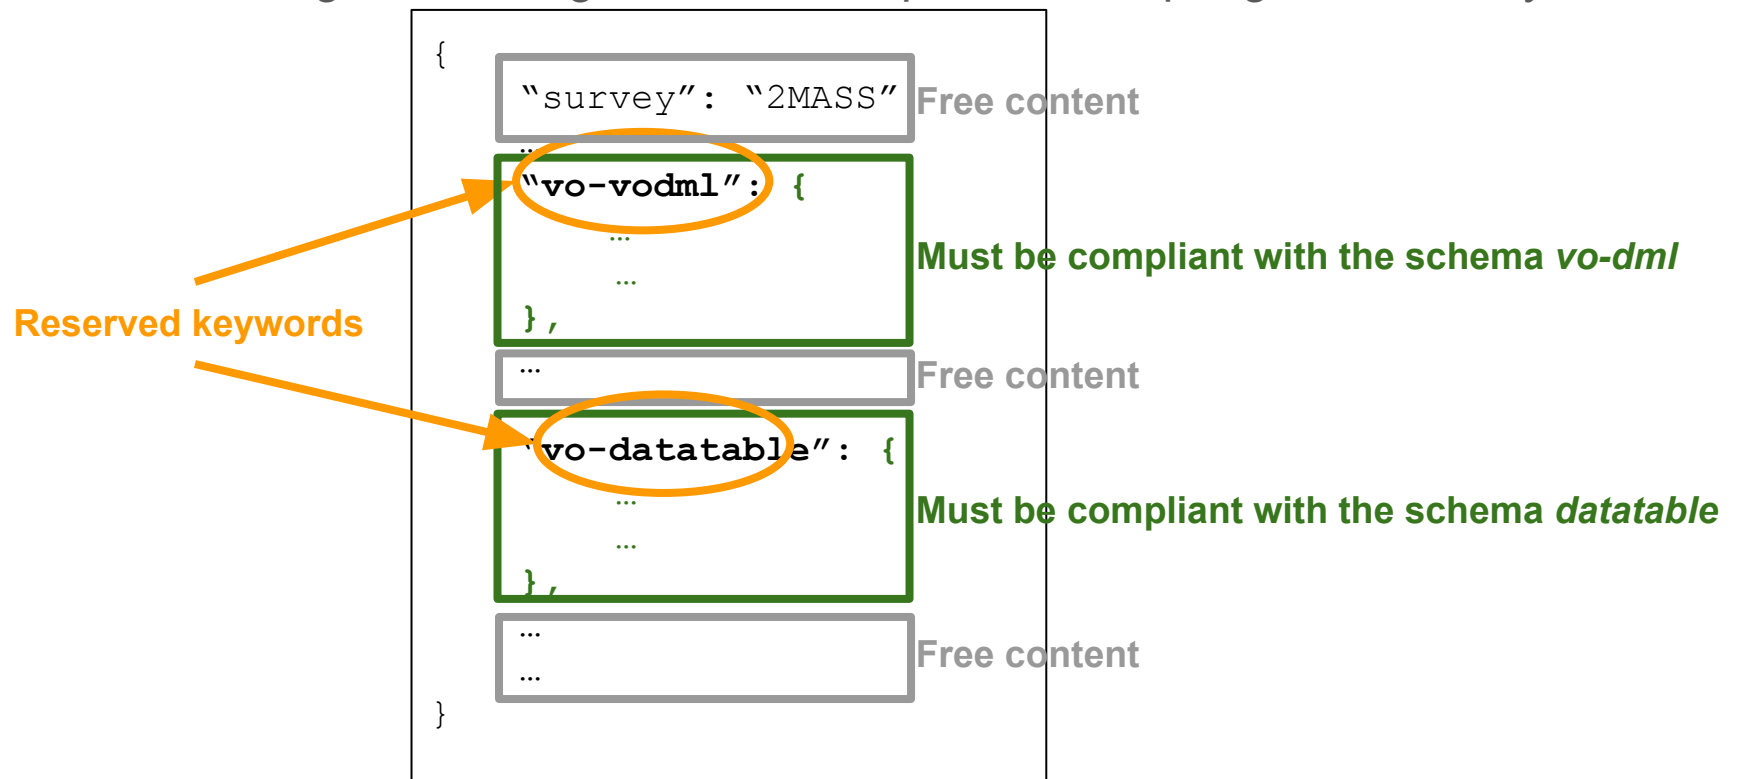 {
“survey”: “2MASS”
Free content
…
“vo-vodml”: {
…
Must be compliant with the schema vo-dml
…
Reserved keywords
},
…
Free content
“vo-datatable”: {
…
Must be compliant with the schema datatable
…
},
…
Free content
…
}